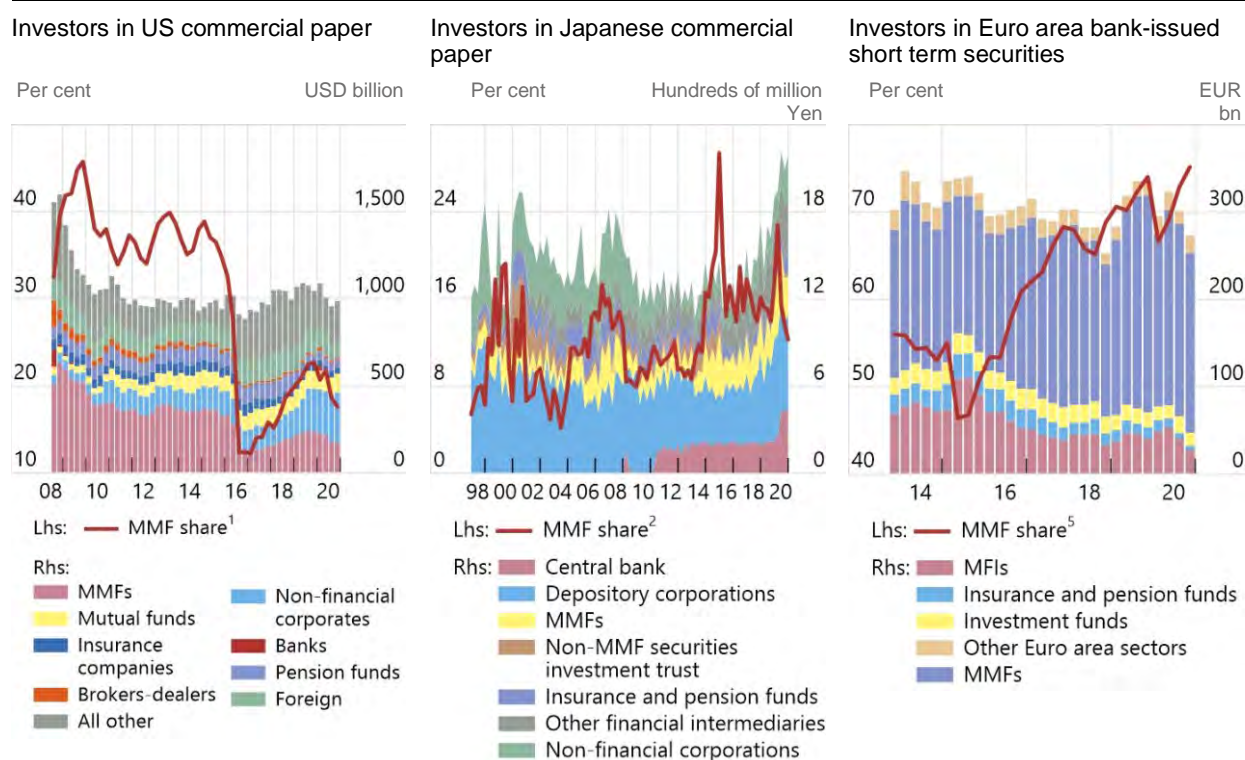 Investors in US commercial paper
Per cent
USD billion
40
30
20
10
1,500
1,000
500
0
08 10 12 14 16 18 20
Lhs: MMF share1
Rhs:
MMFs
Mutual funds
Insurance
companies
Brokers-dealers
All other
Non-financial
corporates
Banks
Pension funds
Foreign
Investors in Japanese commercial
paper
Per cent
Hundreds of million
Yen
24
16
8
0
18
12
6
0
98 00 02 04 06 08 10 12 14 16 18 20
Lhs: MMF share2
Rhs: Central bank
Depository corporations
MMFs
Non-MMF securities
investment trust
Insurance and pension funds
Other financial intermediaries
Non-financial corporations
Investors in Euro area bank-issued
short term securities
Per cent
EUR
bn
70
60
50
40
300
200
100
0
14 16 18 20
Lhs: MMF share5
Rhs: MFIs
Insurance and pension funds
Investment funds
Other Euro area sectors
MMFs